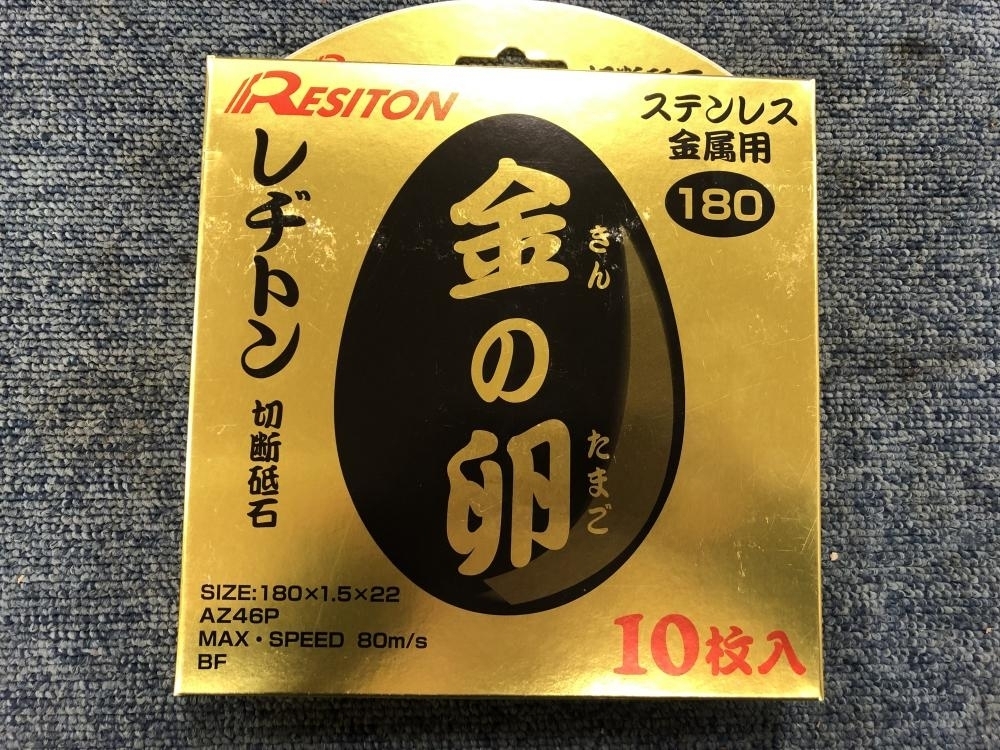 RESITON
レヂトン
切断砥石
ステンレス
金属用
180
金の卵
きん
たまご
SIZE:180×1.5×22
AZ46P
MAX・SPEED 80m/s
BF
10枚入